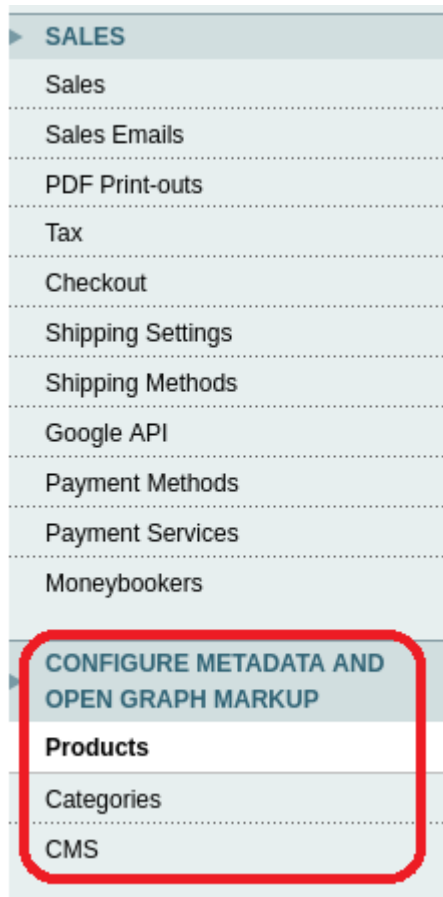 SALES
Sales
Sales Emails
PDF Print-outs
Tax
Checkout
Shipping Settings
Shipping Methods
Google API
Payment Methods
Payment Services
Moneybookers
CONFIGURE METADATA AND
OPEN GRAPH MARKUP
Products
Categories
CMS